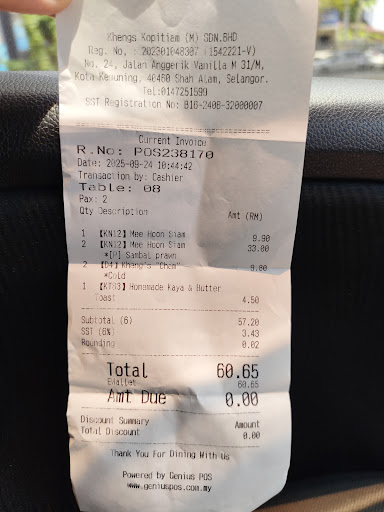 Khengs Kopitiam (M) SDN.BHD
Reg. No. : 202301048307 (1542221-V)
No. 24, Jalan Anggerik Vanilla M 31/M,
Kota Kemuning, 40460 Shah Alam, Selangor.
Tel:0147251599
SST Registration No: B16-2408-32000007
Current Invoice
R.No: POS238170
Date: 2025-09-24 10:44:42
Transaction by: Cashier
Table: 08
Pax: 2
Qty Description Amt (RM)
1 【KN12】Mee Hoon Siam 9.90
2 【KN12】Mee Hoon Siam 33.00
*[P] Sambal prawn
2 【D4】Kheng's "Cham" 9.80
*Cold
1 【KT03】Homemade Kaya & Butter
Toast 4.50
Subtotal (6) 57.20
SST (6%) 3.43
Rounding 0.02
Total 60.65
EWallet 60.65
Amt Due 0.00
Discount Summary Amount
Total Discount 0.00
Thank You For Dining With Us
Powered by Genius POS
www.geniuspos.com.my